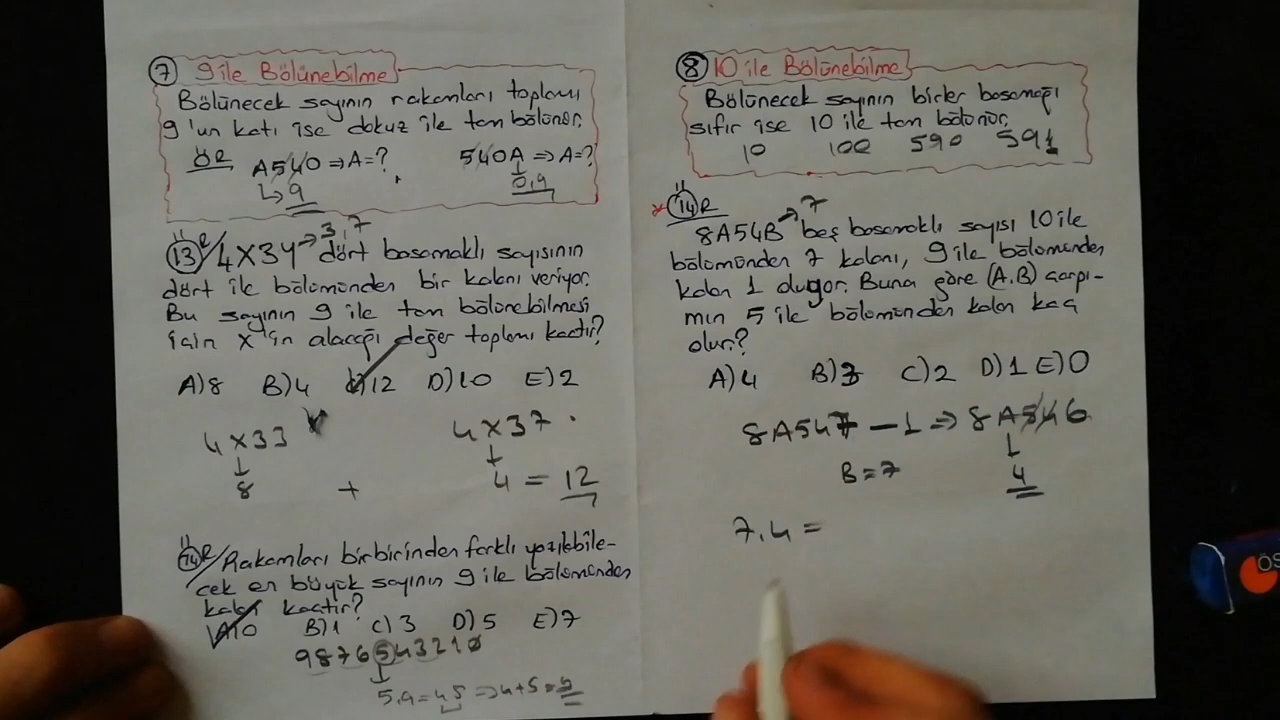 7 9 ile Bölünebilme
Bölünecek sayının rakamları toplamı
9'un katı ise dokuz ile tam bölünür.
ÖR A540 ⇒ A=? 540A ⇒ A=?
↳ 9 0,9
13 4X3Y → 3,7 dört basamaklı sayısının
dört ile bölümünden bir kalanı veriyor.
Bu sayının 9 ile tam bölünebilmesi
için X'in alacağı değer toplamı kaçtır?
A) 8 B) 4 C) 12 D) 10 E) 2
4X33 4X37
↓ ↓
8 + 4 = 12
14 Rakamları birbirinden farklı yazılabile-
cek en büyük sayının 9 ile bölümünden
kalan kaçtır?
A) 0 B) 1 C) 3 D) 5 E) 7
9876543210
5.9=45 ⇒ 4+5=9
8 10 ile Bölünebilme
Bölünecek sayının birler basamağı
sıfır ise 10 ile tam bölünür.
10 100 590 591
14 R
8A54B → 7 beş basamaklı sayısı 10 ile
bölümünden 7 kalanı, 9 ile bölümünden
kalan 1 oluyor. Buna göre (A.B) çarpı-
mın 5 ile bölümünden kalan kaç
olur?
A) 4 B) 3 C) 2 D) 1 E) 0
8A547 — 1 ⇒ 8A546
B = 7 4
7.4 =
ÖS